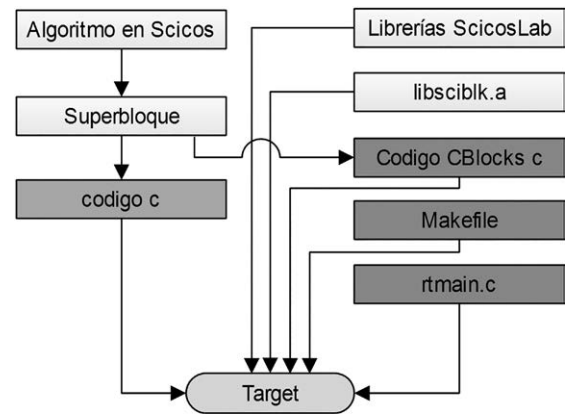 Algoritmo en Scicos
Superbloque
codigo c
Librerías ScicosLab
libsciblk.a
Codigo CBlocks c
Makefile
rtmain.c
Target